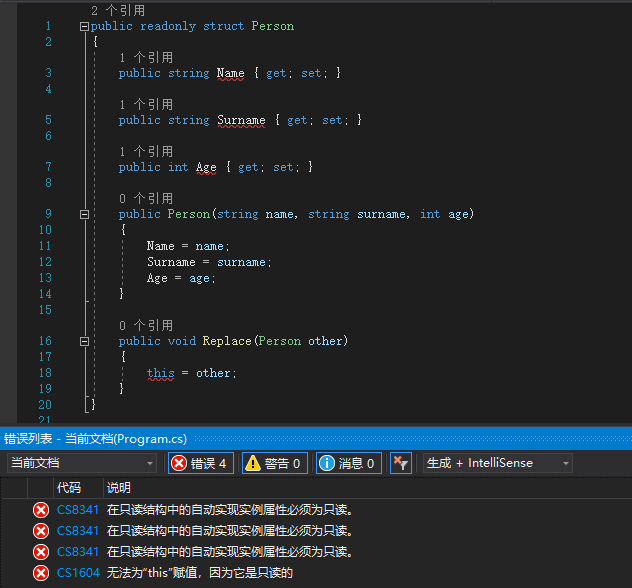 2 个引用
1 public readonly struct Person
2 {
1 个引用
3 public string Name { get; set; }
4
1 个引用
5 public string Surname { get; set; }
6
1 个引用
7 public int Age { get; set; }
8
0 个引用
9 public Person(string name, string surname, int age)
10 {
11 Name = name;
12 Surname = surname;
13 Age = age;
14 }
15
0 个引用
16 public void Replace(Person other)
17 {
18 this = other;
19 }
20 }
21
错误列表 - 当前文档(Program.cs)
当前文档 错误 4 警告 0 消息 0 生成 + IntelliSense
代码 说明
CS8341 在只读结构中的自动实现实例属性必须为只读。
CS8341 在只读结构中的自动实现实例属性必须为只读。
CS8341 在只读结构中的自动实现实例属性必须为只读。
CS1604 无法为“this”赋值，因为它是只读的